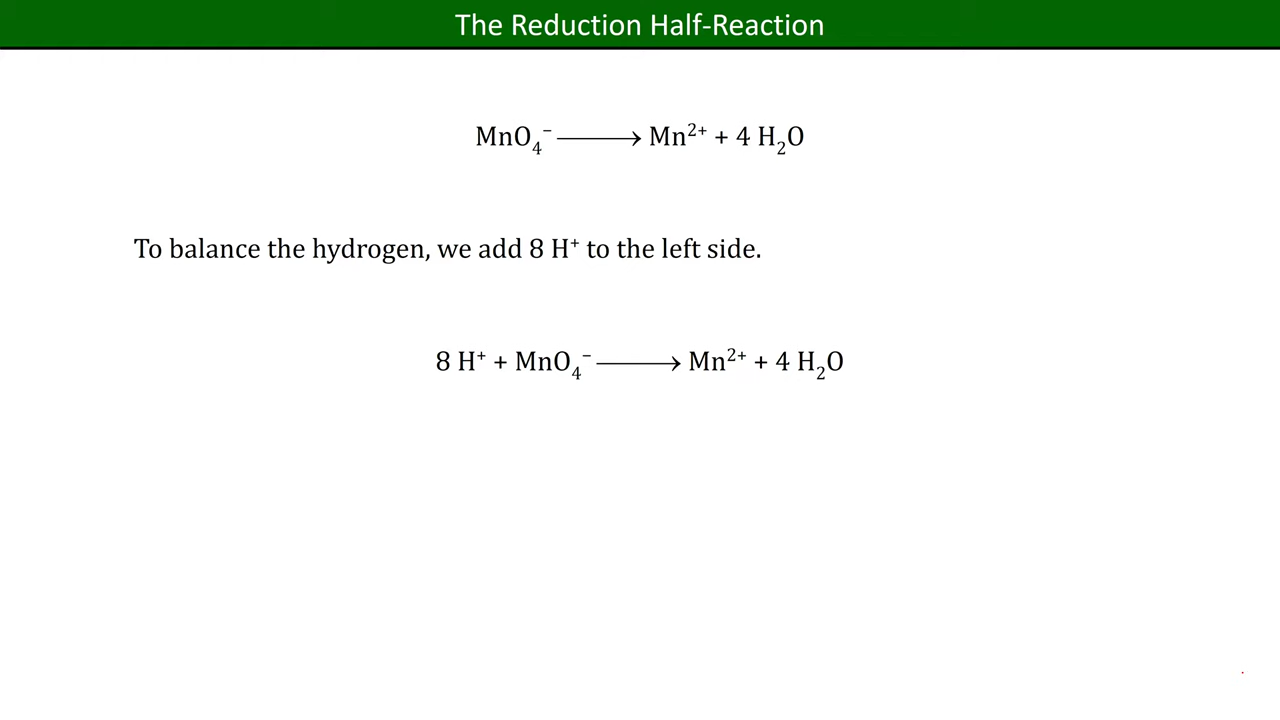 The Reduction Half-Reaction
MnO₄⁻ ⟶ Mn²⁺ + 4 H₂O
To balance the hydrogen, we add 8 H⁺ to the left side.
8 H⁺ + MnO₄⁻ ⟶ Mn²⁺ + 4 H₂O